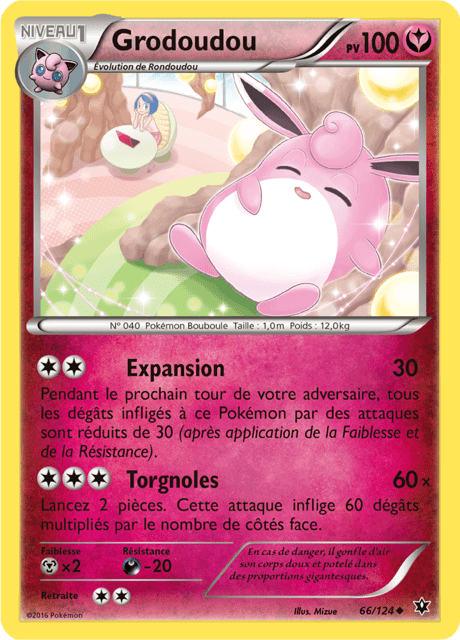 NIVEAU 1
Grodoudou
PV100
Évolution de Rondoudou
N° 040 Pokémon Bouboule Taille : 1,0m Poids : 12,0kg
Expansion 30
Pendant le prochain tour de votre adversaire, tous
les dégâts infligés à ce Pokémon par des attaques
sont réduits de 30 (après application de la Faiblesse et
de la Résistance).
Torgnoles 60×
Lancez 2 pièces. Cette attaque inflige 60 dégâts
multipliés par le nombre de côtés face.
Faiblesse Résistance
×2 -20
Retraite
En cas de danger, il gonfle d'air
son corps doux et potelé dans
des proportions gigantesques.
©2016 Pokémon Illus. Mizue 66/124